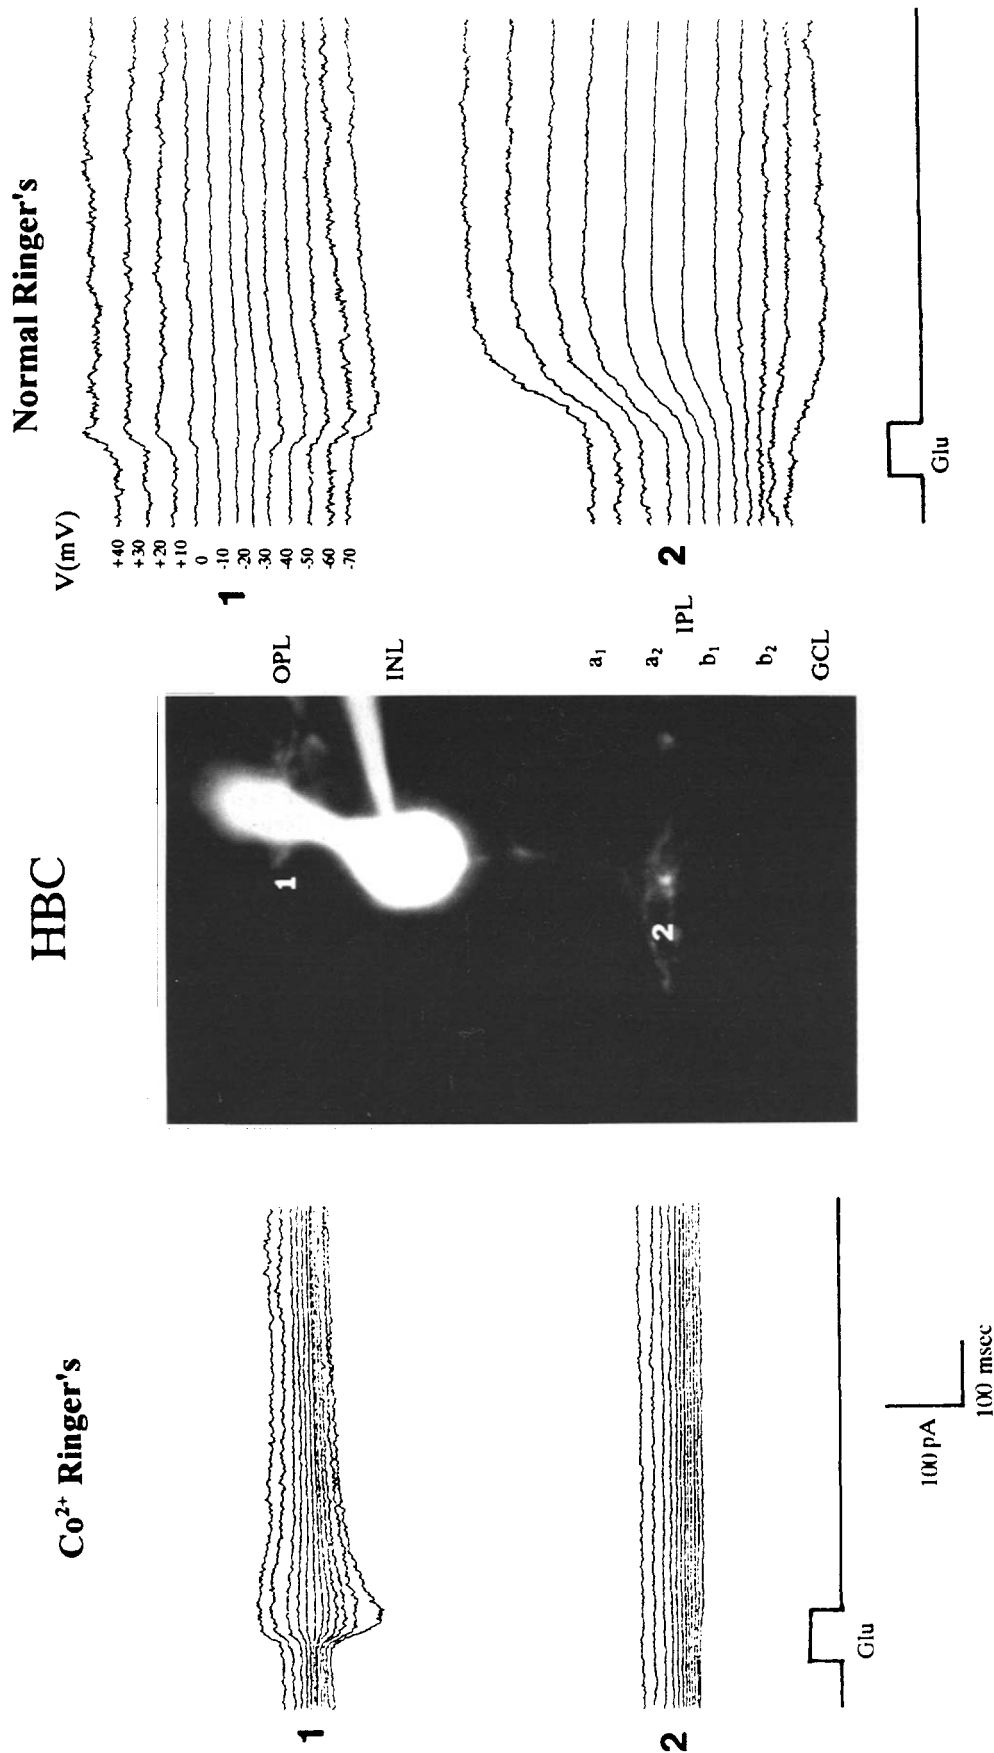 HBC
Co²⁺ Ringer's
Normal Ringer's
1
2
Glu
100 pA
100 msec
1
2
OPL
INL
a₁
a₂
IPL
b₁
b₂
GCL
V(mV)
+40
+30
+20
+10
0
-10
-20
-30
-40
-50
-60
-70
1
2
Glu